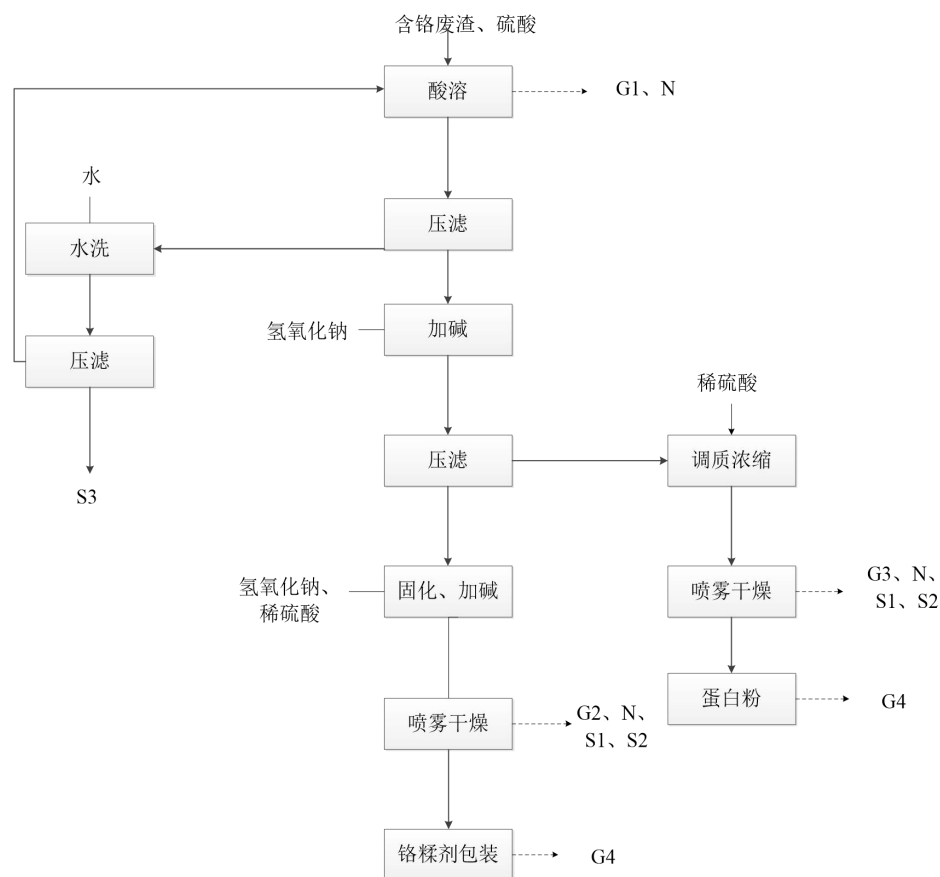 含铬废渣、硫酸
酸溶
G1、N
水
压滤
水洗
氢氧化钠
加碱
压滤
稀硫酸
压滤
调质浓缩
S3
氢氧化钠、
稀硫酸
固化、加碱
G3、N、
S1、S2
喷雾干燥
蛋白粉
G4
喷雾干燥
G2、N、
S1、S2
铬糅剂包装
G4